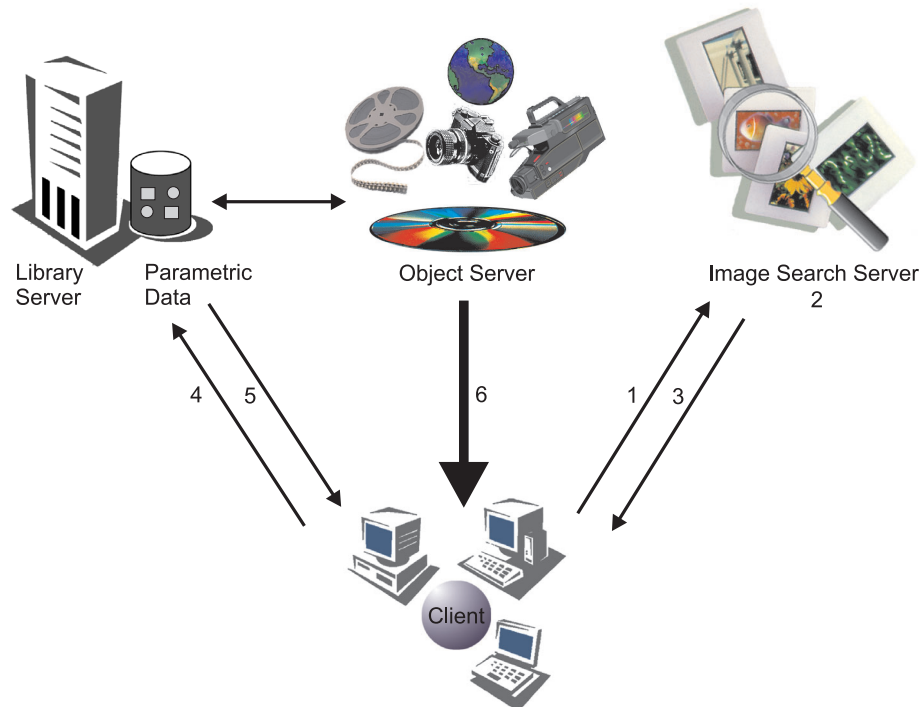 Library
Server
Parametric
Data
Object Server
Image Search Server
2
4
5
6
1
3
Client